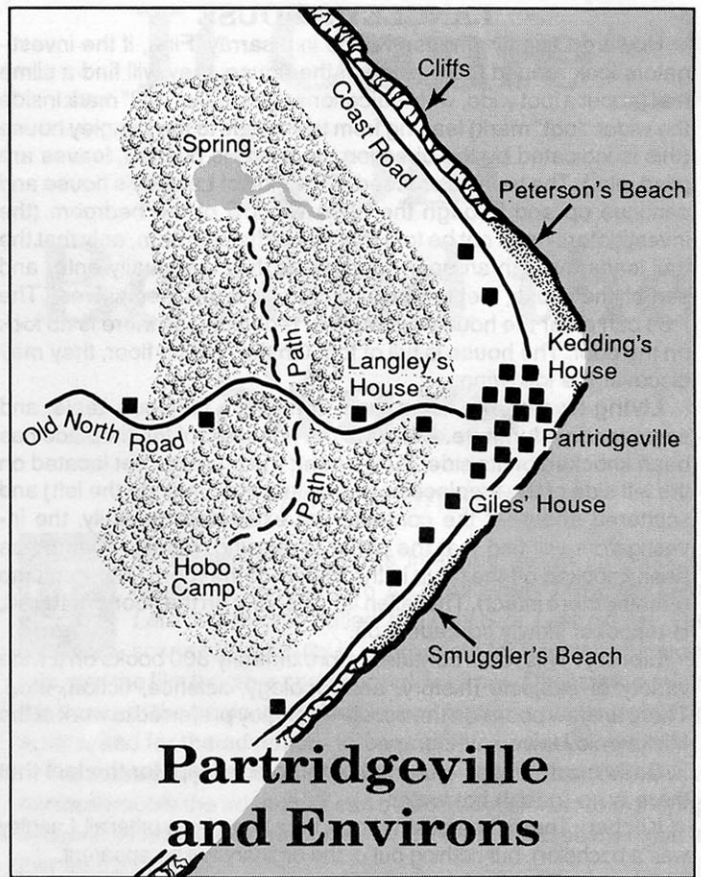 Cliffs
Coast Road
Spring
Peterson's Beach
Path
Langley's
House
Kedding's
House
Old North Road
Partridgeville
Path
Giles' House
Hobo
Camp
Smuggler's Beach
Partridgeville
and Environs